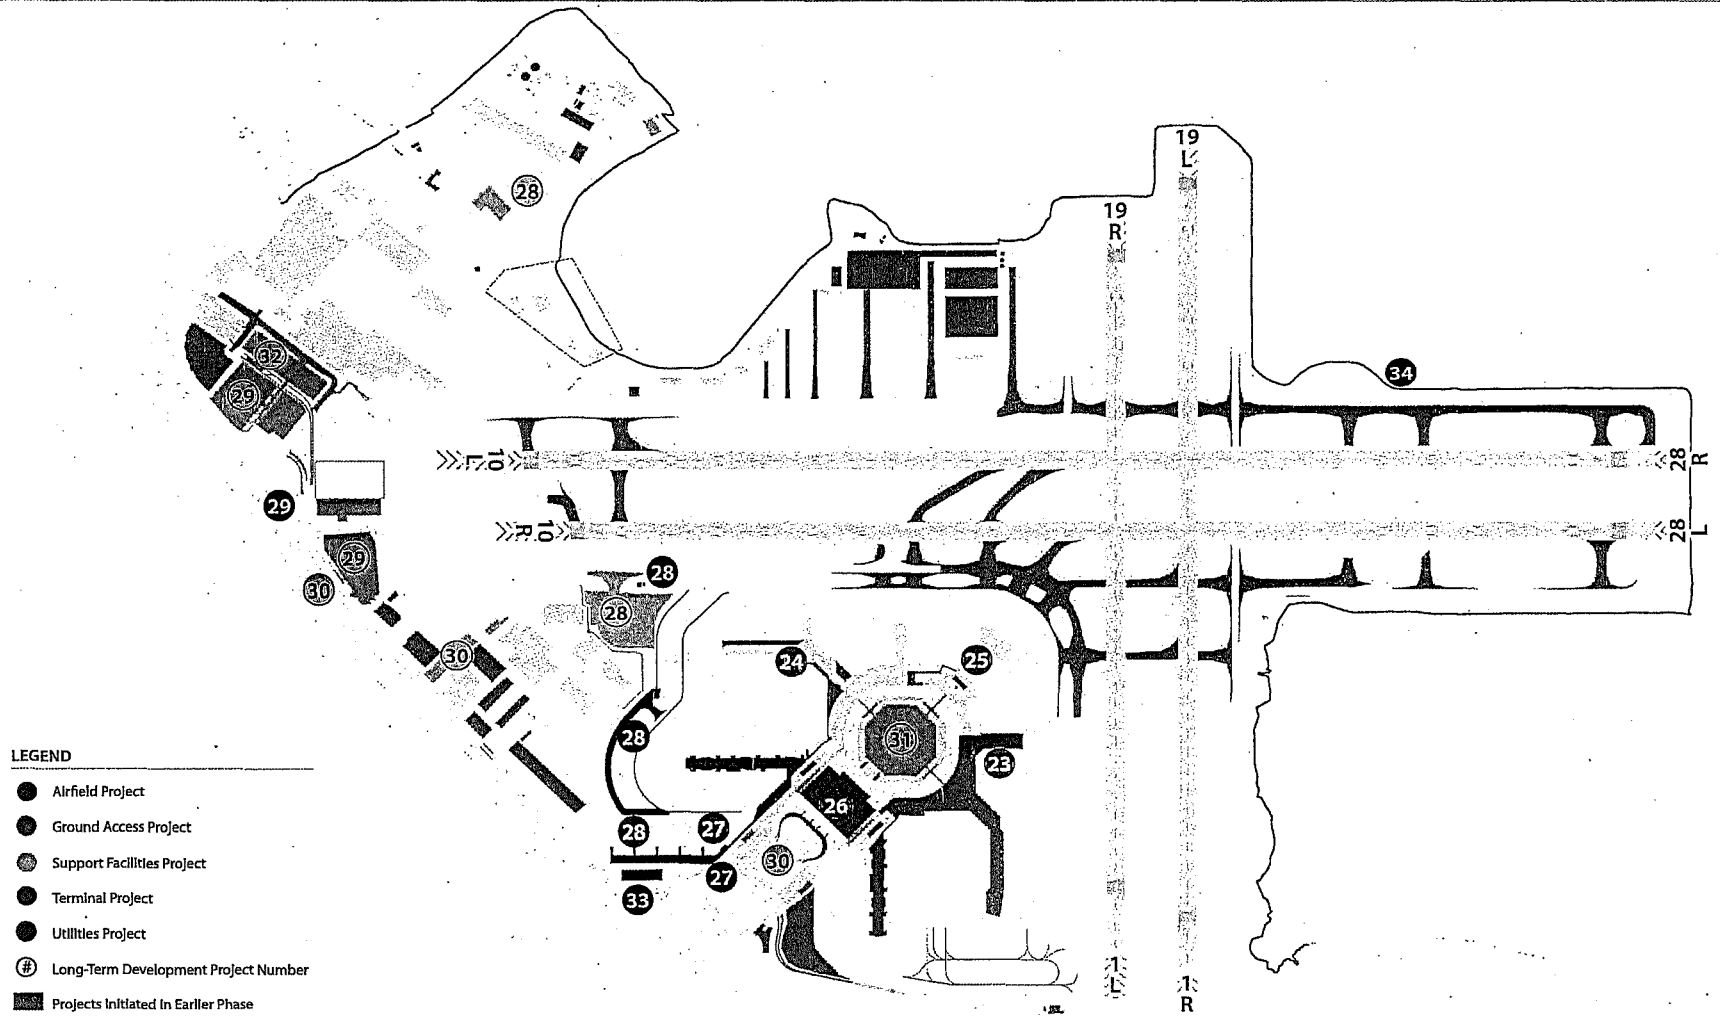 19
L
28
19
R
34
32
29
10
L
28
R
29
10
R
28
L
29
28
30
28
30
24
25
28
31
23
LEGEND
Airfield Project
26
Ground Access Project
28
27
Support Facilities Project
30
27
Terminal Project
33
Utilities Project
# Long-Term Development Project Number
1
L
1
R
Projects Initiated in Earlier Phase